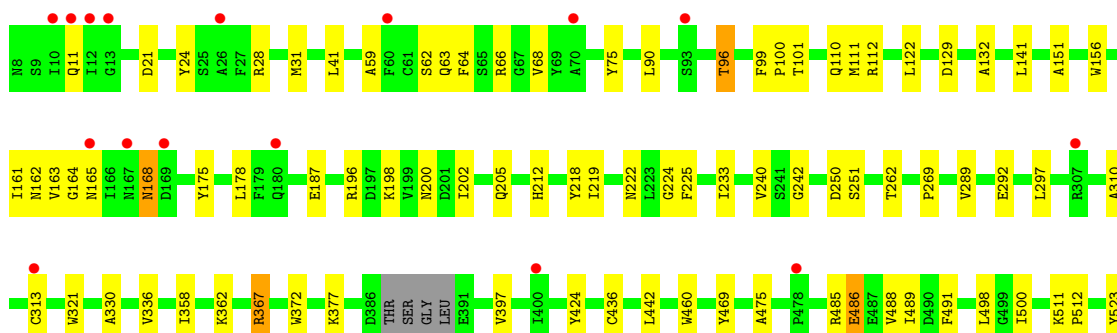 N8 S9 I10 Q11 I12 G13 D21 Y24 S25 A26 F27 R28 M31 L41 A59 F60 C61 S62 Q63 F64 S65 R66 G67 V68 Y69 A70 Y75 L90 S93 T96 F99 P100 T101 Q110 M111 R112 L122 D129 A132 L141 A151 W156
I161 N162 V163 G164 N165 I166 N167 N168 D169 Y175 L178 F179 Q180 E187 R196 D197 K198 V199 N200 D201 I202 Q205 H212 Y218 I219 N222 L223 G224 F225 I233 V240 S241 G242 D250 S251 T262 P269 V289 E292 L297 R307 A310
C313 W321 A330 V336 I358 K362 R367 W372 K377 D386 THR SER GLY LEU E391 V397 I400 Y424 C436 L442 W460 Y469 A475 P478 R485 E486 E487 V488 I489 D490 F491 L498 G499 I500 K511 P512